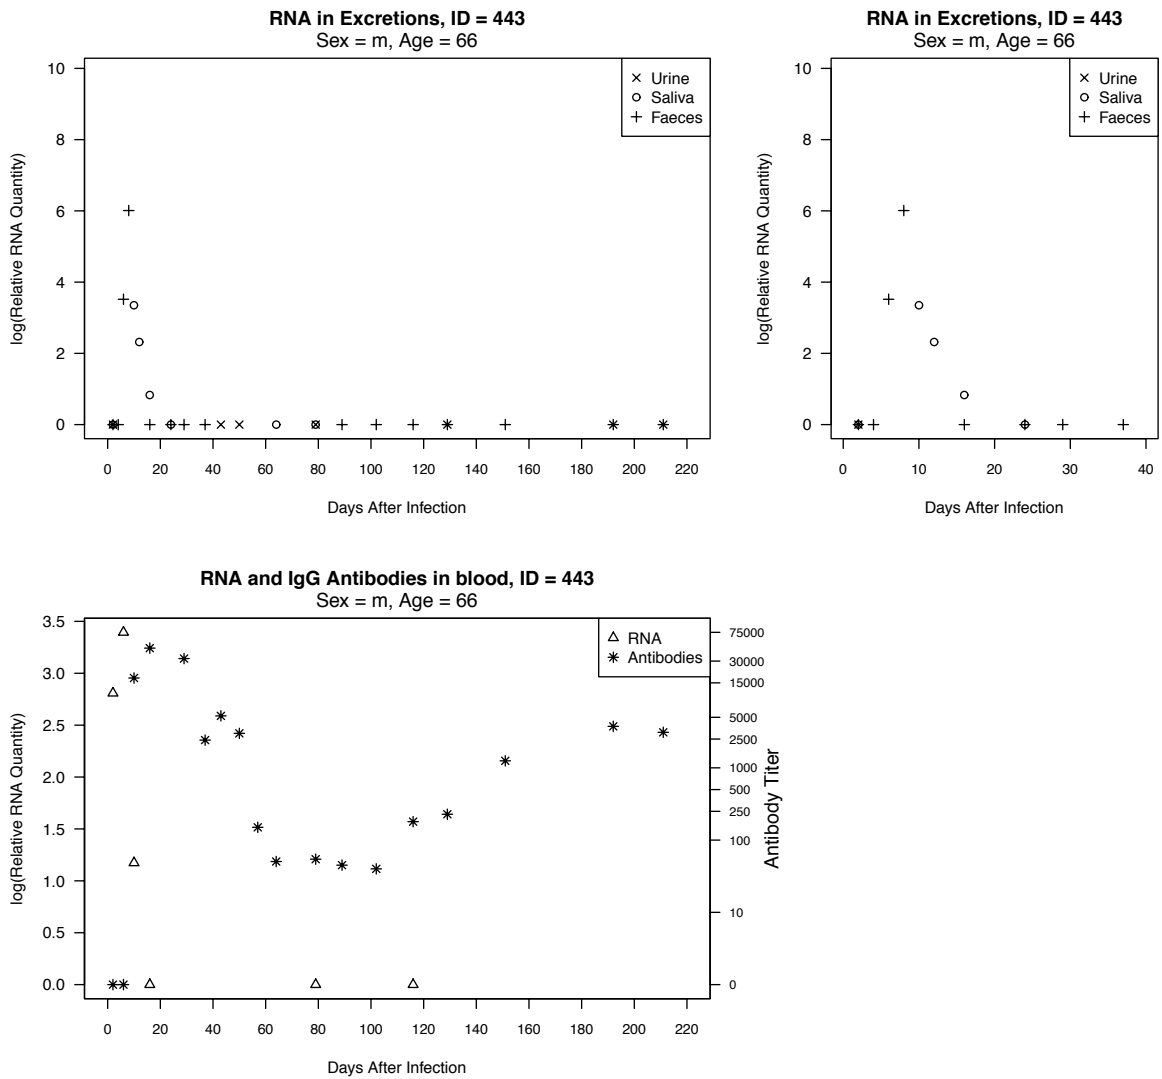 RNA in Excretions, ID = 443
Sex = m, Age = 66
log(Relative RNA Quantity)
10
8
6
4
2
0
Urine
Saliva
Faeces
0 20 40 60 80 100 120 140 160 180 200 220
Days After Infection
RNA in Excretions, ID = 443
Sex = m, Age = 66
log(Relative RNA Quantity)
10
8
6
4
2
0
Urine
Saliva
Faeces
0 10 20 30 40
Days After Infection
RNA and IgG Antibodies in blood, ID = 443
Sex = m, Age = 66
log(Relative RNA Quantity)
3.5
3.0
2.5
2.0
1.5
1.0
0.5
0.0
RNA
Antibodies
75000
30000
15000
5000
2500
1000
500
250
100
10
0
Antibody Titer
0 20 40 60 80 100 120 140 160 180 200 220
Days After Infection